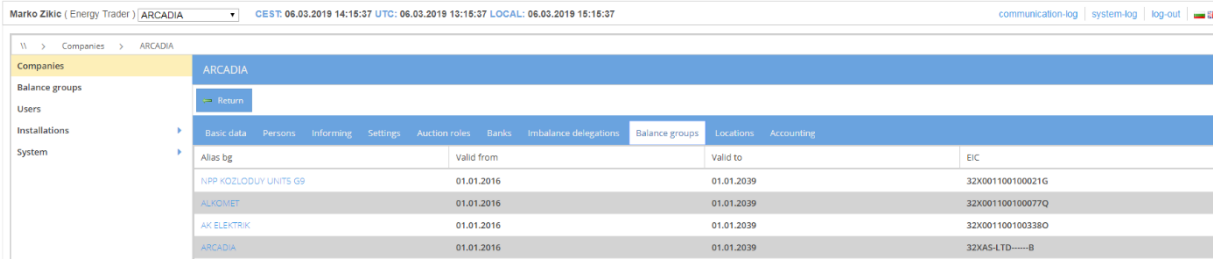 Marko Zikic ( Energy Trader ) ARCADIA CEST: 06.03.2019 14:15:37 UTC: 06.03.2019 13:15:37 LOCAL: 06.03.2019 15:15:37 communication-log system-log log-out
\\ > Companies > ARCADIA
Companies
Balance groups
Users
Installations
System
ARCADIA
Return
Basic data Persons Informing Settings Auction roles Banks Imbalance delegations Balance groups Locations Accounting
Alias bg Valid from Valid to EIC
NPP KOZLODUY UNIT5 G9 01.01.2016 01.01.2039 32X001100100021G
ALKOMET 01.01.2016 01.01.2039 32X001100100077Q
AK ELEKTRIK 01.01.2016 01.01.2039 32X001100100338O
ARCADIA 01.01.2016 01.01.2039 32XAS-LTD------B